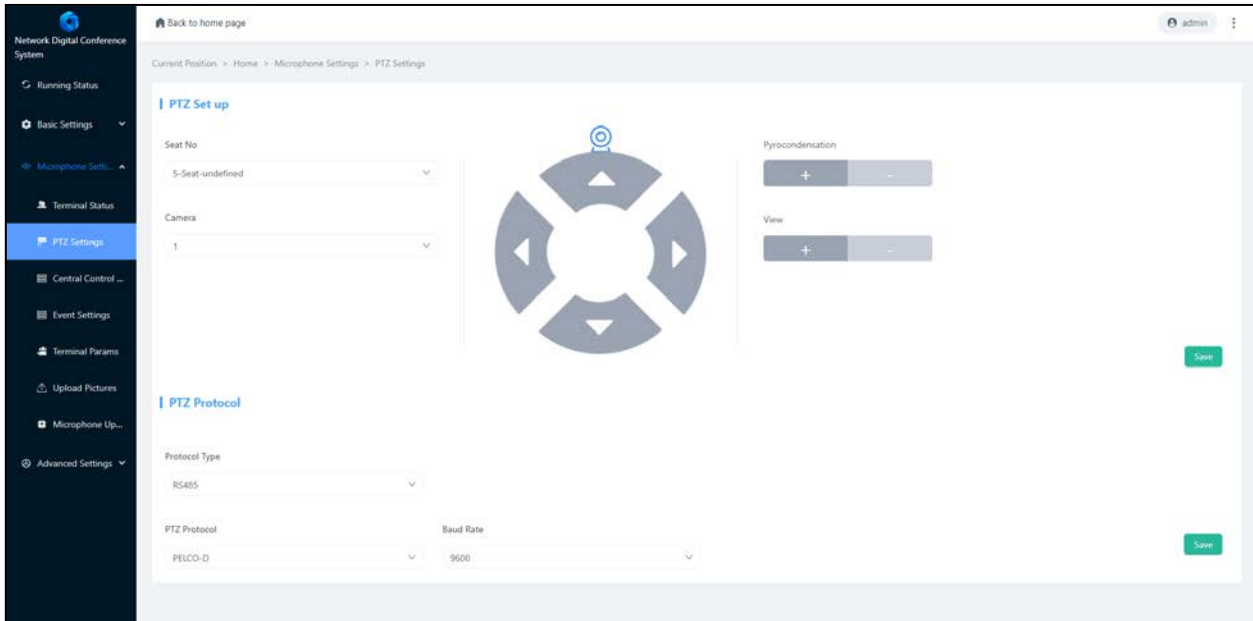 Network Digital Conference
System
Back to home page
admin
Current Position > Home > Microphone Settings > PTZ Settings
Running Status
Basic Settings
Microphone Setti...
Terminal Status
PTZ Settings
Central Control ...
Event Settings
Terminal Params
Upload Pictures
Microphone Up...
Advanced Settings
PTZ Set up
Seat No
5-Seat-undefined
Camera
1
Pyrocondensation
+ -
View
+ -
Save
PTZ Protocol
Protocol Type
RS485
PTZ Protocol
Baud Rate
PELCO-D
9600
Save